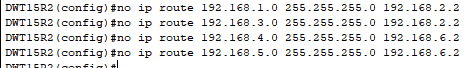 DWT15R2(config)#no ip route 192.168.1.0 255.255.255.0 192.168.2.2
DWT15R2(config)#no ip route 192.168.3.0 255.255.255.0 192.168.2.2
DWT15R2(config)#no ip route 192.168.4.0 255.255.255.0 192.168.6.2
DWT15R2(config)#no ip route 192.168.5.0 255.255.255.0 192.168.6.2
DWT15R2(config)#